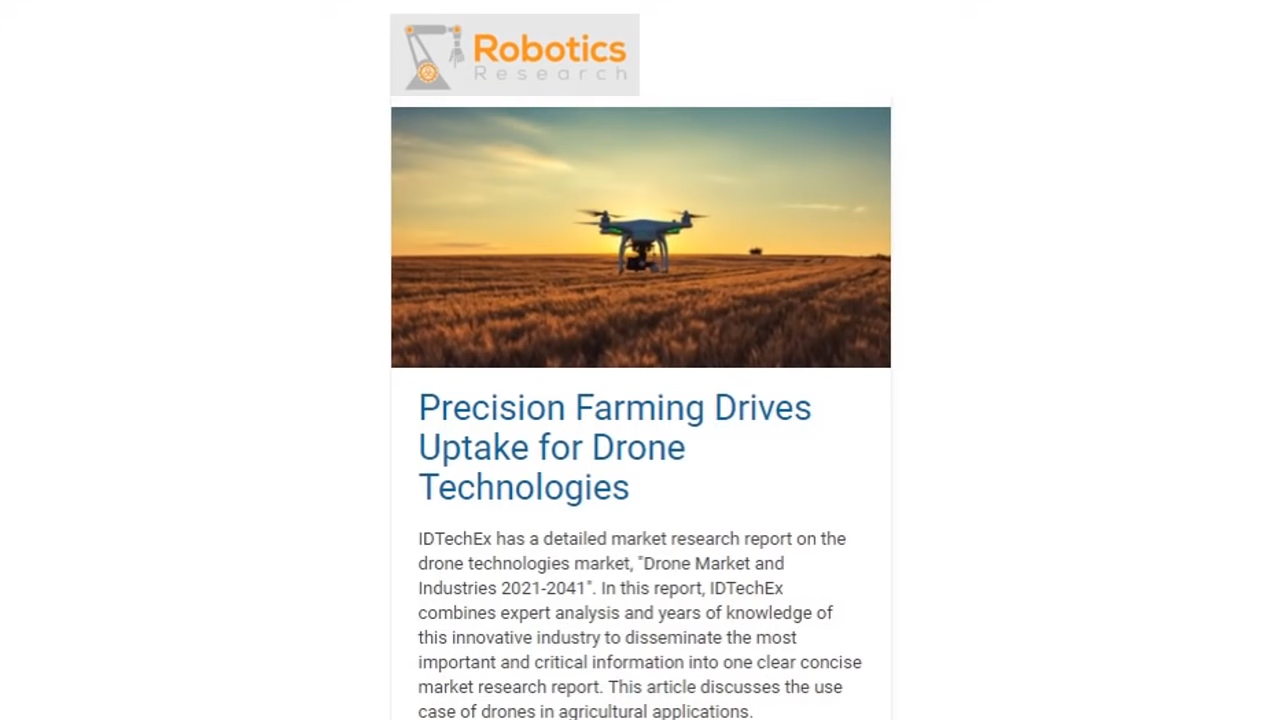 Robotics
Research
Precision Farming Drives
Uptake for Drone
Technologies
IDTechEx has a detailed market research report on the
drone technologies market, "Drone Market and
Industries 2021-2041". In this report, IDTechEx
combines expert analysis and years of knowledge of
this innovative industry to disseminate the most
important and critical information into one clear concise
market research report. This article discusses the use
case of drones in agricultural applications.